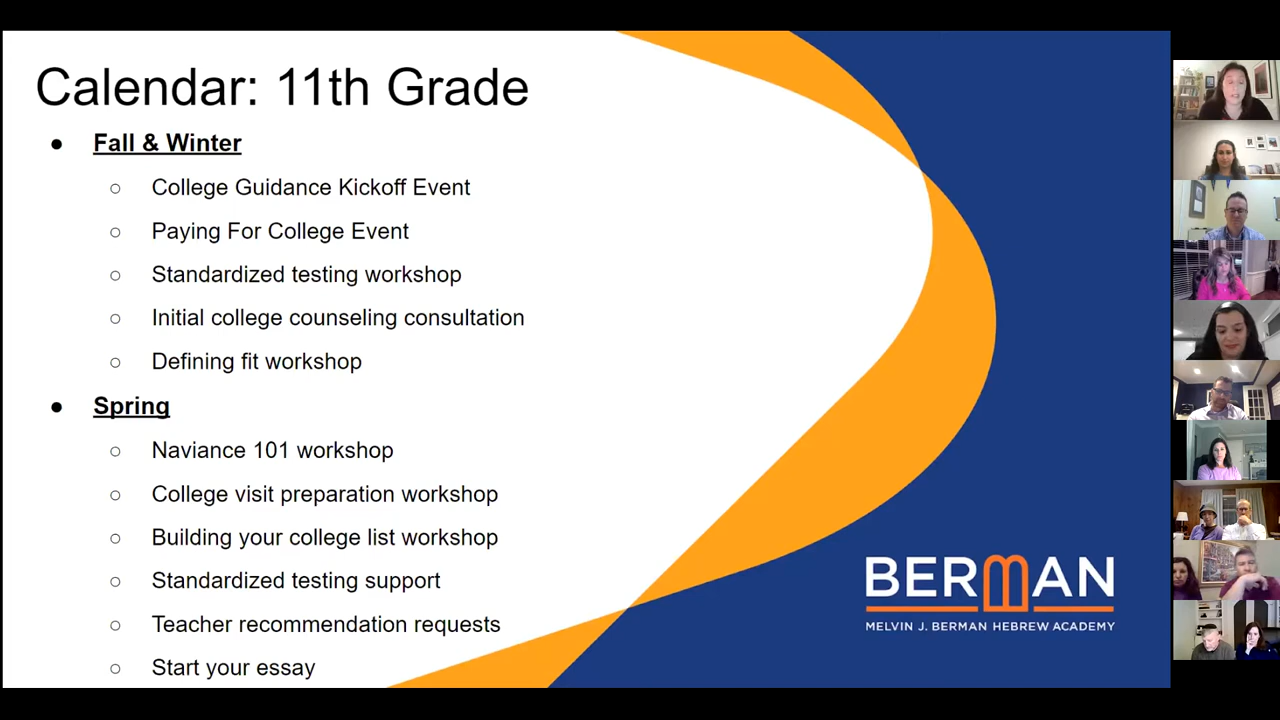 Calendar: 11th Grade
Fall & Winter
College Guidance Kickoff Event
Paying For College Event
Standardized testing workshop
Initial college counseling consultation
Defining fit workshop
Spring
Naviance 101 workshop
College visit preparation workshop
Building your college list workshop
Standardized testing support
Teacher recommendation requests
Start your essay
BERMAN
MELVIN J. BERMAN HEBREW ACADEMY